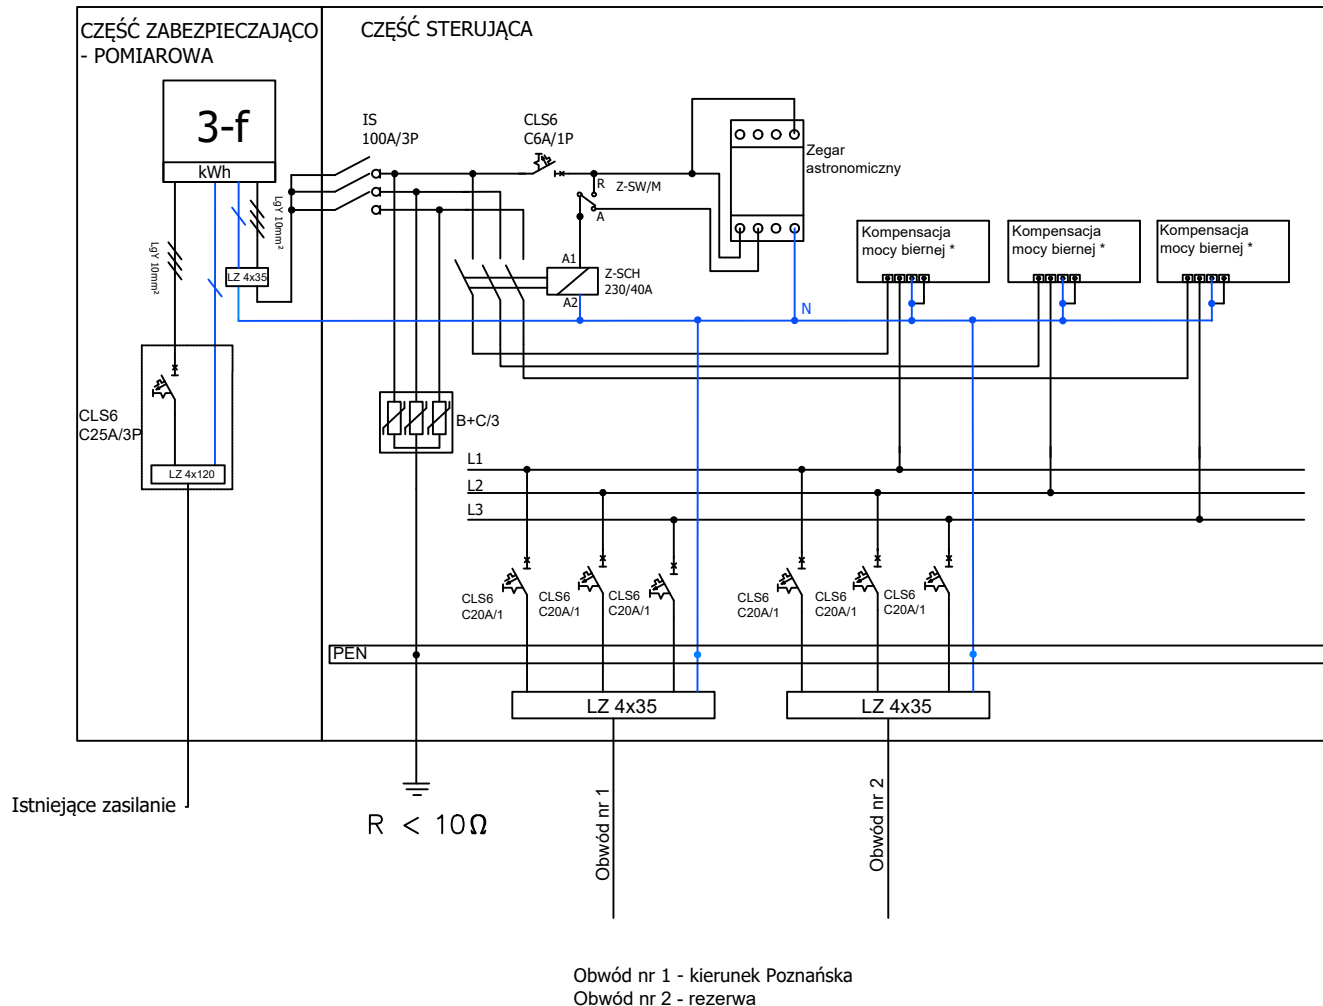 CZĘŚĆ ZABEZPIECZAJĄCO
- POMIAROWA
CZĘŚĆ STERUJĄCA
3-f
kWh
LgY 10mm²
LgY 10mm²
LZ 4x35
CLS6
C25A/3P
LZ 4x120
Istniejące zasilanie
IS
100A/3P
CLS6
C6A/1P
R
Z-SW/M
A
Zegar
astronomiczny
A1
A2
Z-SCH
230/40A
N
Kompensacja
mocy biernej *
Kompensacja
mocy biernej *
Kompensacja
mocy biernej *
B+C/3
L1
L2
L3
CLS6
C20A/1
CLS6
C20A/1
CLS6
C20A/1
CLS6
C20A/1
CLS6
C20A/1
CLS6
C20A/1
PEN
LZ 4x35
LZ 4x35
R < 10Ω
Obwód nr 1
Obwód nr 2
Obwód nr 1 - kierunek Poznańska
Obwód nr 2 - rezerwa